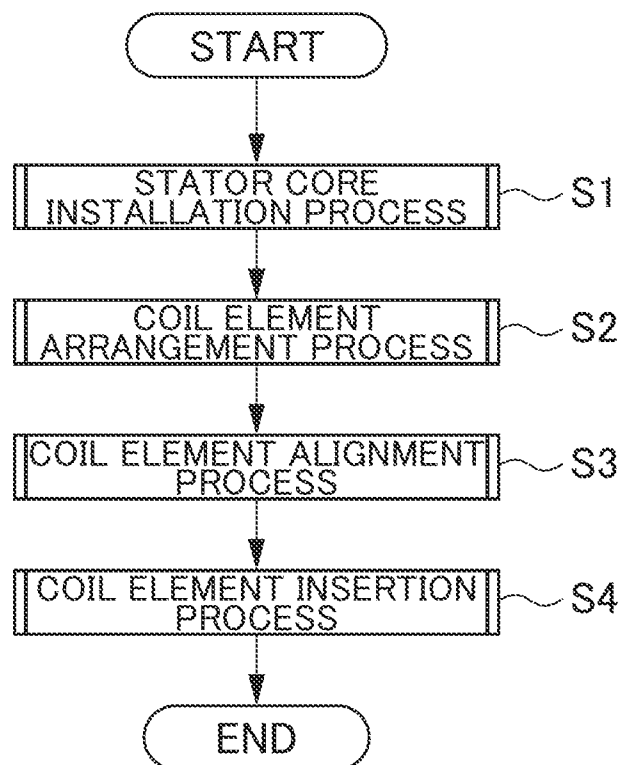 START
STATOR CORE
INSTALLATION PROCESS
S1
COIL ELEMENT
ARRANGEMENT PROCESS
S2
COIL ELEMENT ALIGNMENT
PROCESS
S3
COIL ELEMENT INSERTION
PROCESS
S4
END